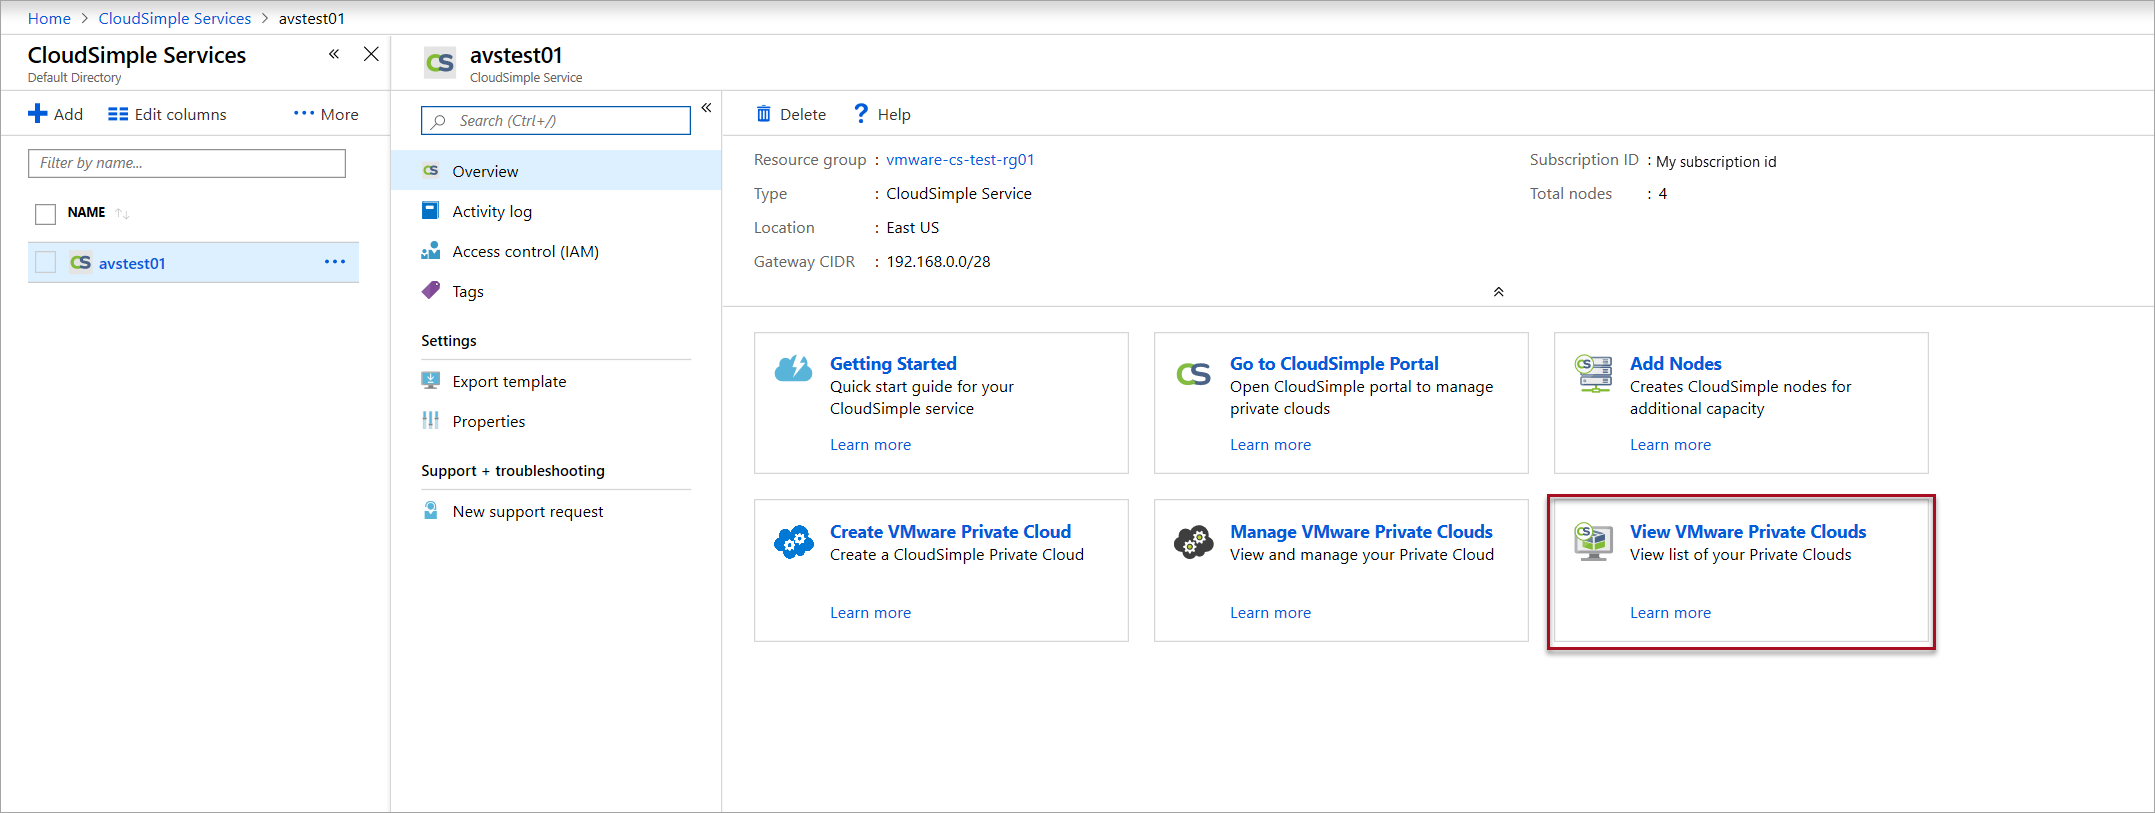 Home > CloudSimple Services > avstest01
CloudSimple Services
Default Directory
Add
Edit columns
More
Filter by name...
NAME
CS avstest01
CS
avstest01
CloudSimple Service
Search (Ctrl+/)
CS Overview
Activity log
Access control (IAM)
Tags
Settings
Export template
Properties
Support + troubleshooting
New support request
Delete
? Help
Resource group : vmware-cs-test-rg01
Type : CloudSimple Service
Location : East US
Gateway CIDR : 192.168.0.0/28
Subscription ID : My subscription id
Total nodes : 4
Getting Started
Quick start guide for your
CloudSimple service
Learn more
CS
Go to CloudSimple Portal
Open CloudSimple portal to manage
private clouds
Learn more
CS
Add Nodes
Creates CloudSimple nodes for
additional capacity
Learn more
Create VMware Private Cloud
Create a CloudSimple Private Cloud
Learn more
Manage VMware Private Clouds
View and manage your Private Cloud
Learn more
CS
View VMware Private Clouds
View list of your Private Clouds
Learn more